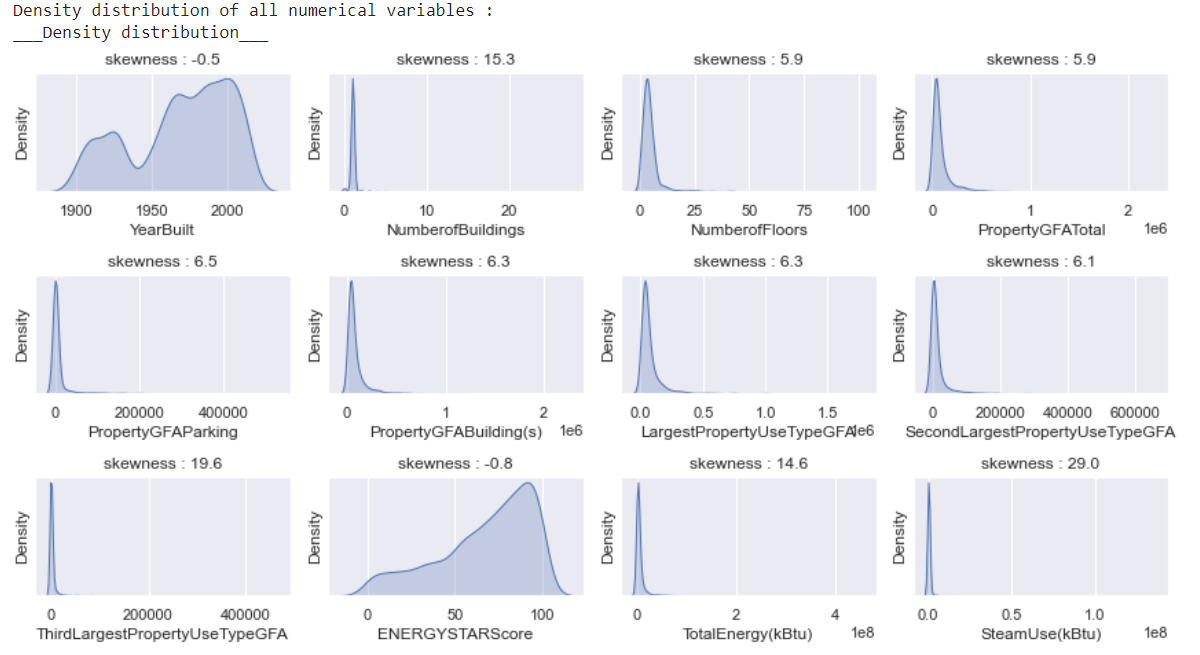 Density distribution of all numerical variables :
___Density distribution___
skewness : -0.5 skewness : 15.3 skewness : 5.9 skewness : 5.9
Density Density Density Density
1900 1950 2000 0 10 20 0 25 50 75 100 0 1 2
YearBuilt NumberofBuildings NumberofFloors PropertyGFATotal 1e6
skewness : 6.5 skewness : 6.3 skewness : 6.3 skewness : 6.1
Density Density Density Density
0 200000 400000 0 1 2 0.0 0.5 1.0 1.5 0 200000 400000 600000
PropertyGFAParking PropertyGFABuilding(s) 1e6 LargestPropertyUseTypeGFA 1e6 SecondLargestPropertyUseTypeGFA
skewness : 19.6 skewness : -0.8 skewness : 14.6 skewness : 29.0
Density Density Density Density
0 200000 400000 0 50 100 0 2 4 0.0 0.5 1.0
ThirdLargestPropertyUseTypeGFA ENERGYSTARScore TotalEnergy(kBtu) 1e8 SteamUse(kBtu) 1e8